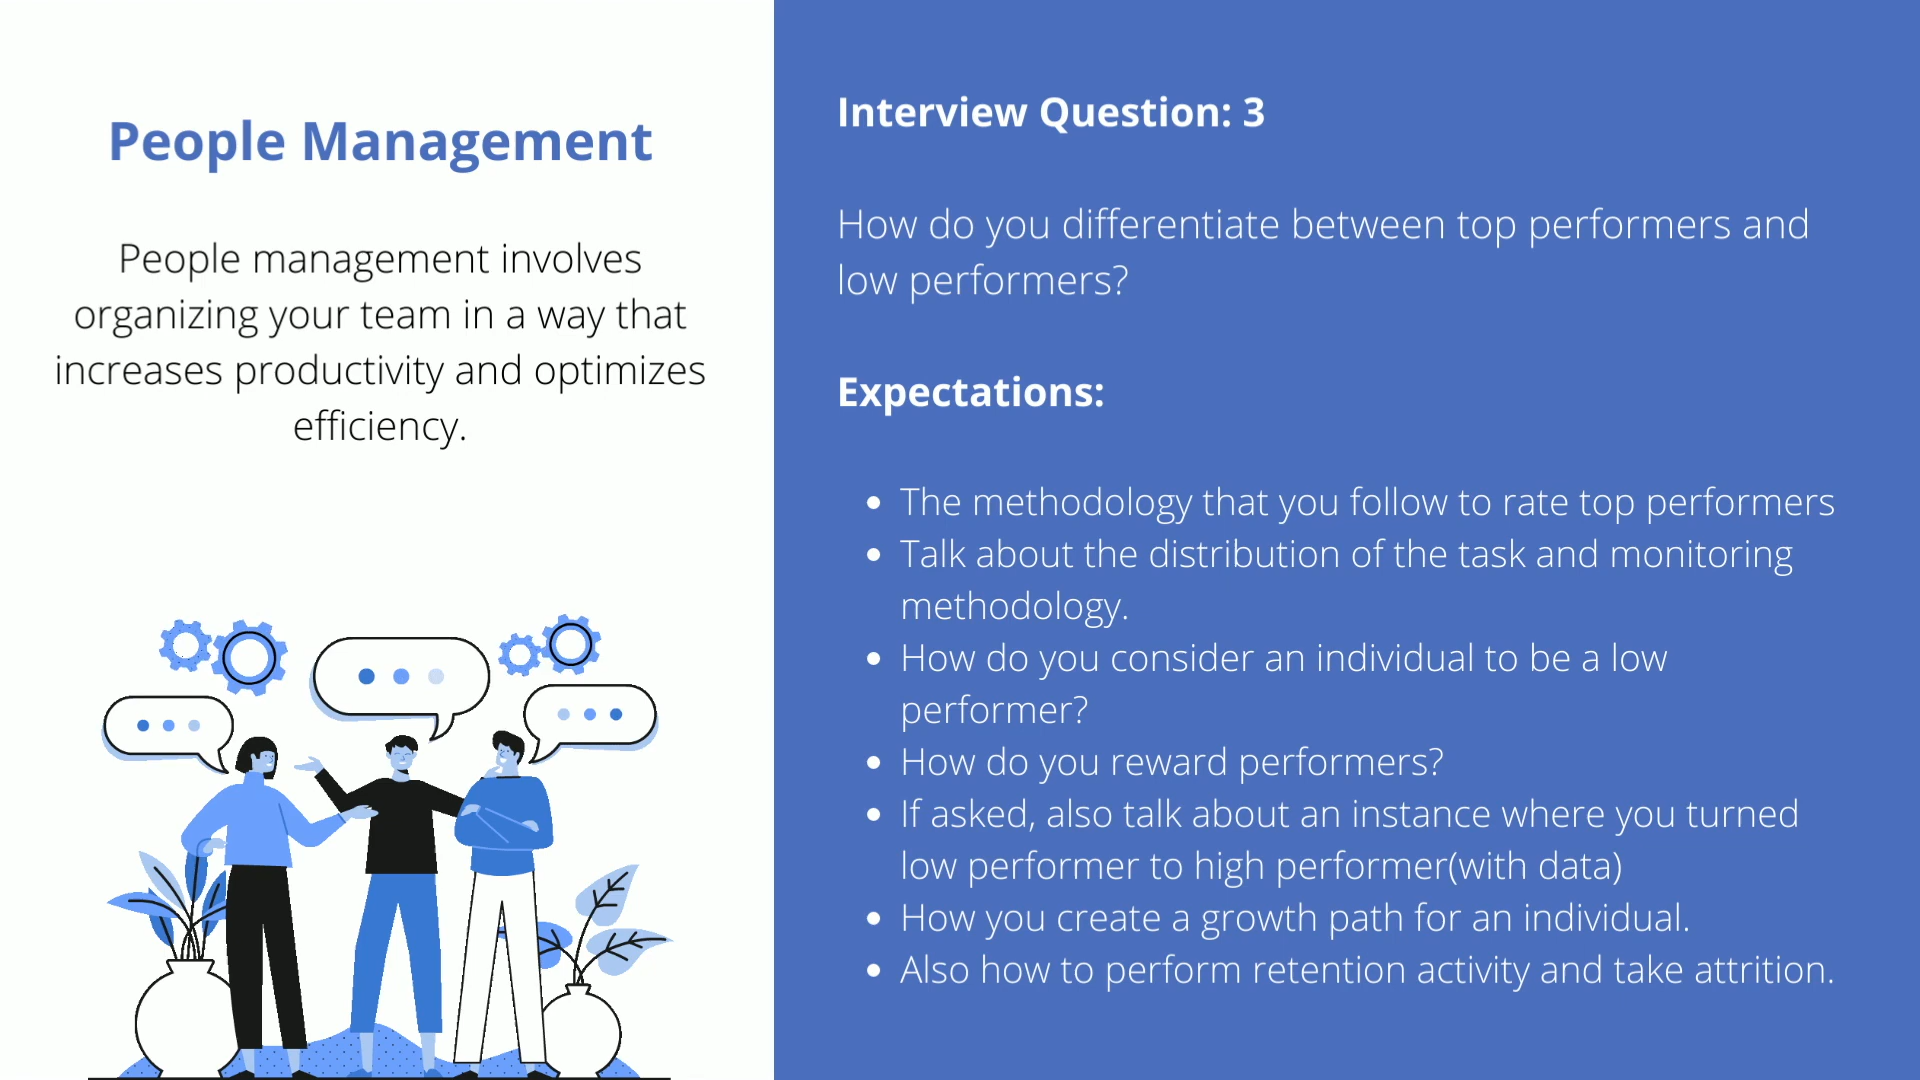 People Management
People management involves
organizing your team in a way that
increases productivity and optimizes
efficiency.
Interview Question: 3
How do you differentiate between top performers and
low performers?
Expectations:
• The methodology that you follow to rate top performers
• Talk about the distribution of the task and monitoring
methodology.
• How do you consider an individual to be a low
performer?
• How do you reward performers?
• If asked, also talk about an instance where you turned
low performer to high performer(with data)
• How you create a growth path for an individual.
• Also how to perform retention activity and take attrition.